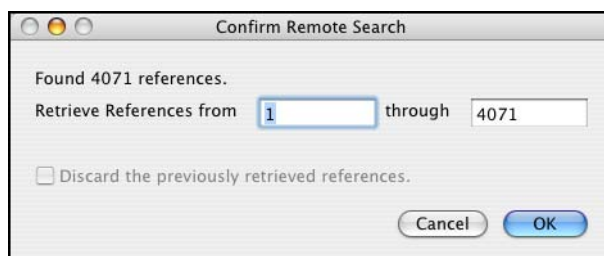 Confirm Remote Search
Found 4071 references.
Retrieve References from 1 through 4071
Discard the previously retrieved references.
Cancel OK